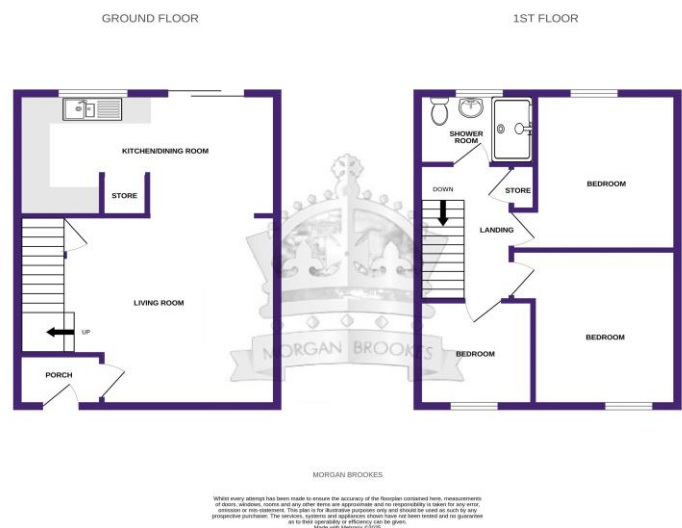 GROUND FLOOR
1ST FLOOR
KITCHEN/DINING ROOM
STORE
LIVING ROOM
UP
PORCH
SHOWER
ROOM
DOWN
STORE
LANDING
BEDROOM
BEDROOM
BEDROOM
MORGAN BROOKES
MORGAN BROOKES
Whilst every attempt has been made to ensure the accuracy of the floorplan contained here, measurements
of doors, windows, rooms and any other items are approximate and no responsibility is taken for any error,
omission or mis-statement. This plan is for illustrative purposes only and should be used as such by any
prospective purchaser. The services, systems and appliances shown have not been tested and no guarantee
as to their operability or efficiency can be given.
Made with Metropix ©2025